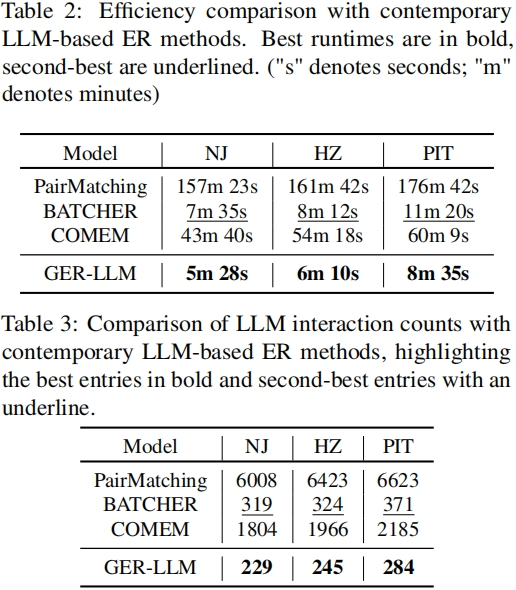 Table 2: Efficiency comparison with contemporary
LLM-based ER methods. Best runtimes are in bold,
second-best are underlined. ("s" denotes seconds; "m"
denotes minutes)
Model NJ HZ PIT
PairMatching 157m 23s 161m 42s 176m 42s
BATCHER 7m 35s 8m 12s 11m 20s
COMEM 43m 40s 54m 18s 60m 9s
GER-LLM 5m 28s 6m 10s 8m 35s
Table 3: Comparison of LLM interaction counts with
contemporary LLM-based ER methods, highlighting
the best entries in bold and second-best entries with an
underline.
Model NJ HZ PIT
PairMatching 6008 6423 6623
BATCHER 319 324 371
COMEM 1804 1966 2185
GER-LLM 229 245 284